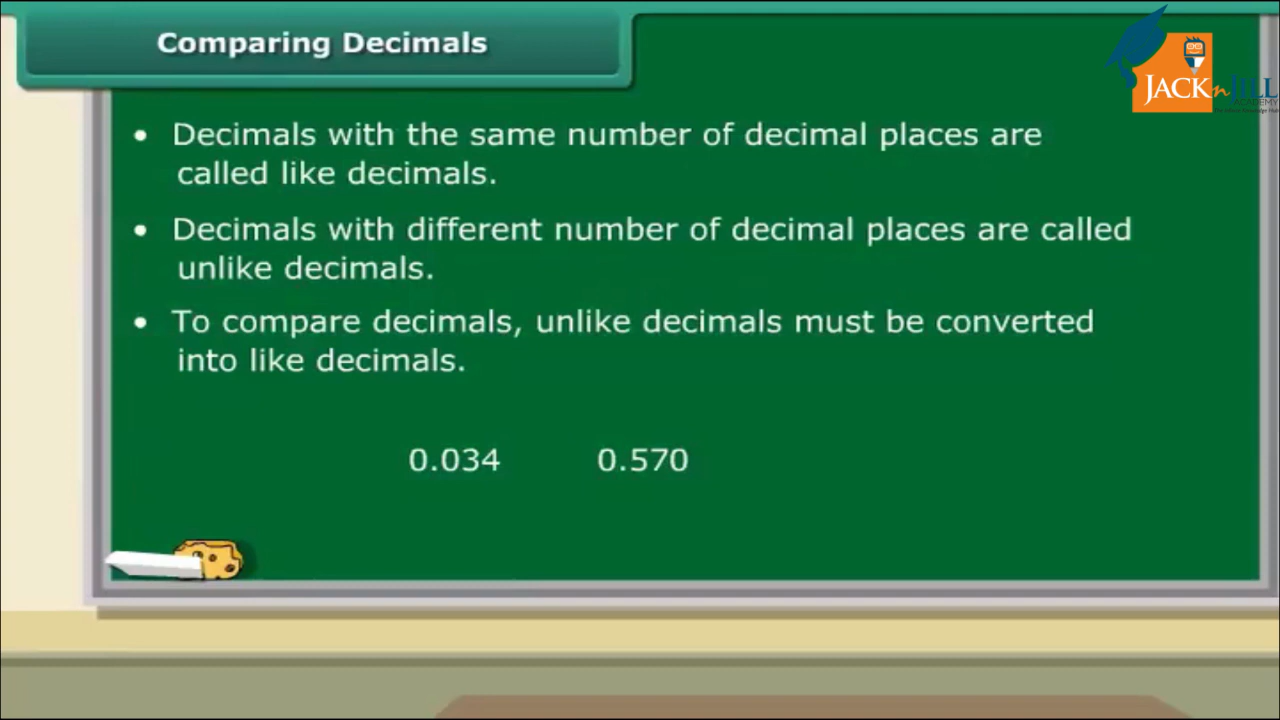 Comparing Decimals
JACKnJILL
ACADEMY
• Decimals with the same number of decimal places are
called like decimals.
• Decimals with different number of decimal places are called
unlike decimals.
• To compare decimals, unlike decimals must be converted
into like decimals.
0.034 0.570